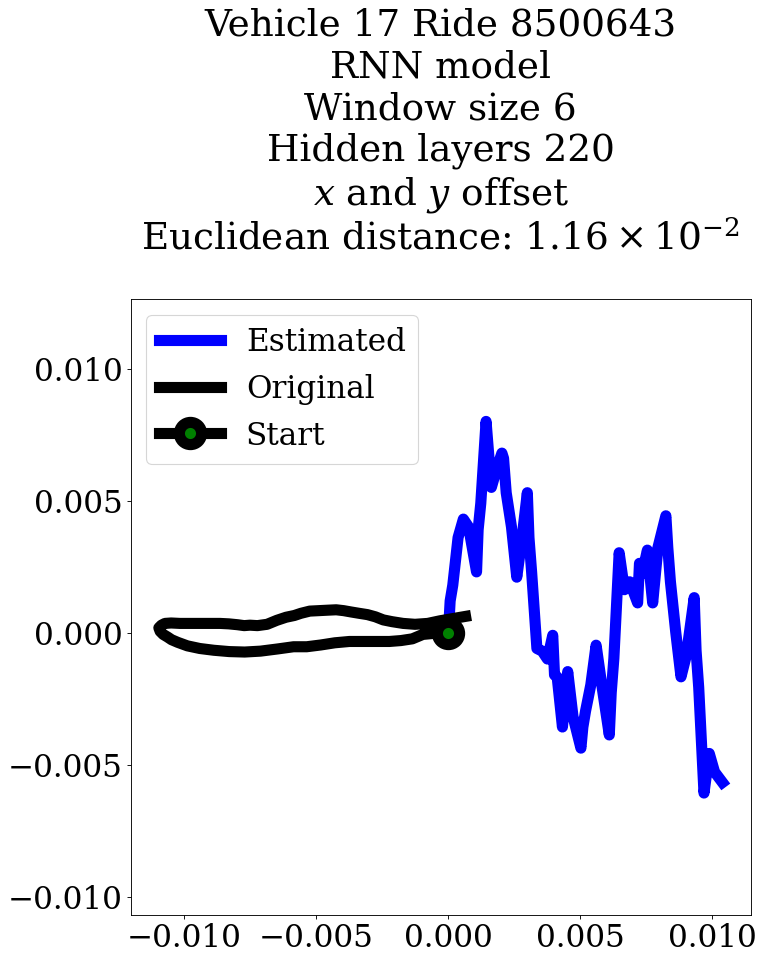 Vehicle 17 Ride 8500643
RNN model
Window size 6
Hidden layers 220
x and y offset
Euclidean distance: 1.16 × 10⁻²
Estimated
Original
Start
0.010
0.005
0.000
−0.005
−0.010
−0.010 −0.005 0.000 0.005 0.010